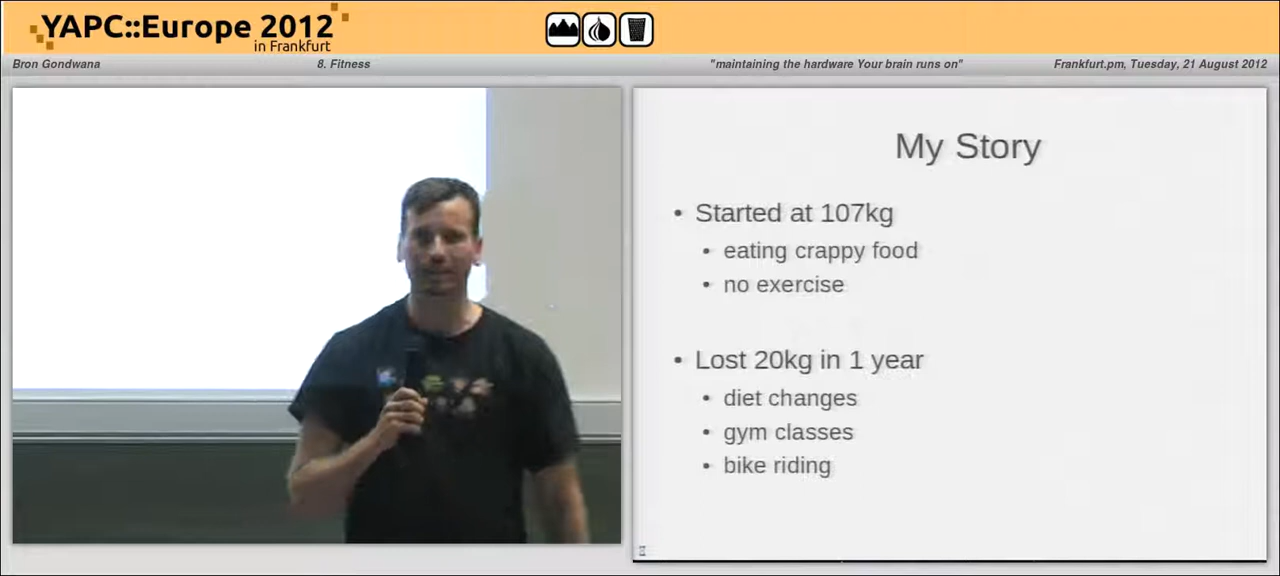 YAPC::Europe 2012
in Frankfurt
Bron Gondwana
8. Fitness
"maintaining the hardware Your brain runs on"
Frankfurt.pm, Tuesday, 21 August 2012
My Story
• Started at 107kg
• eating crappy food
• no exercise
• Lost 20kg in 1 year
• diet changes
• gym classes
• bike riding